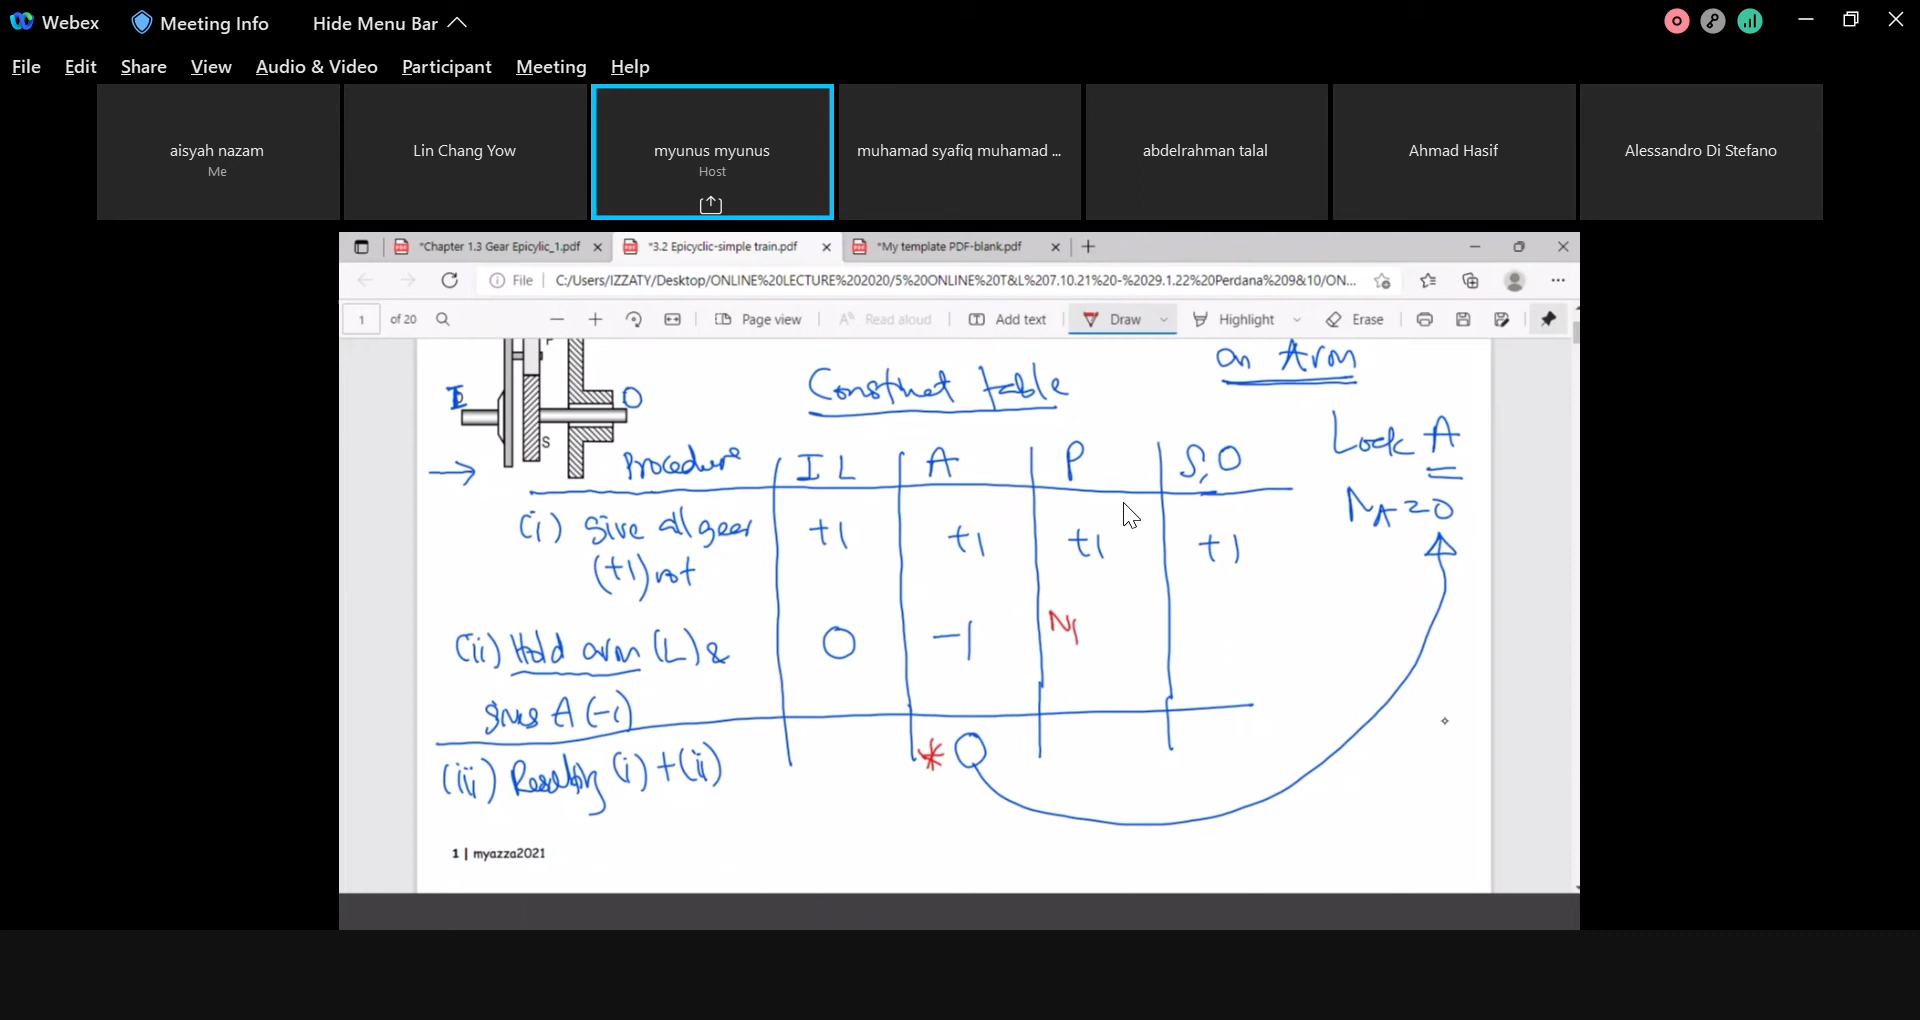 Webex Meeting Info Hide Menu Bar
File Edit Share View Audio & Video Participant Meeting Help
aisyah nazam
Me
Lin Chang Yow
myunus myunus
Host
muhamad syafiq muhamad ...
abdelrahman talal
Ahmad Hasif
Alessandro Di Stefano
*Chapter 1.3 Gear Epicylic_1.pdf *3.2 Epicyclic-simple train.pdf *My template PDF-blank.pdf
File C:/Users/IZZATY/Desktop/ONLINE%20LECTURE%202020/5%20ONLINE%20T&L%207.10.21%20-%2029.1.22%20Perdana%209&10/ON...
1 of 20 Page view Read aloud Add text Draw Highlight Erase
on Arm
P
Construct table
I O
S
Lock A
Procedure I L A P S, O
NA = 0
(i) Give all gear +1 +1 +1 +1
(+1) rot
(ii) Hold arm (L) & 0 -1 N
gives A (-1)
(iii) Resulting (i) + (ii) * 0
1 | myazza2021